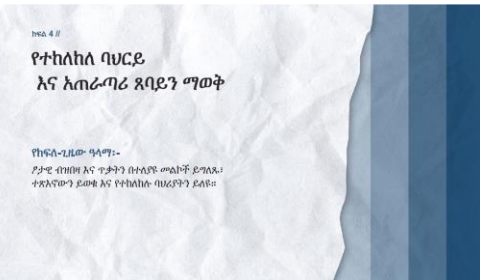 ክፍል 4 //
የተከለከለ ባህርይ
እና አጠራጣሪ ጸባይን ማወቅ
የክፍለ-ጊዜው ዓላማ፡-
ፆታዊ ብዝበዛ እና ጥቃትን በተለያዩ መልኮች ይግለጹ፤
ተጽእኖውን ይወቁ እና የተከለከሉ ባህሪያትን ይለዩ።